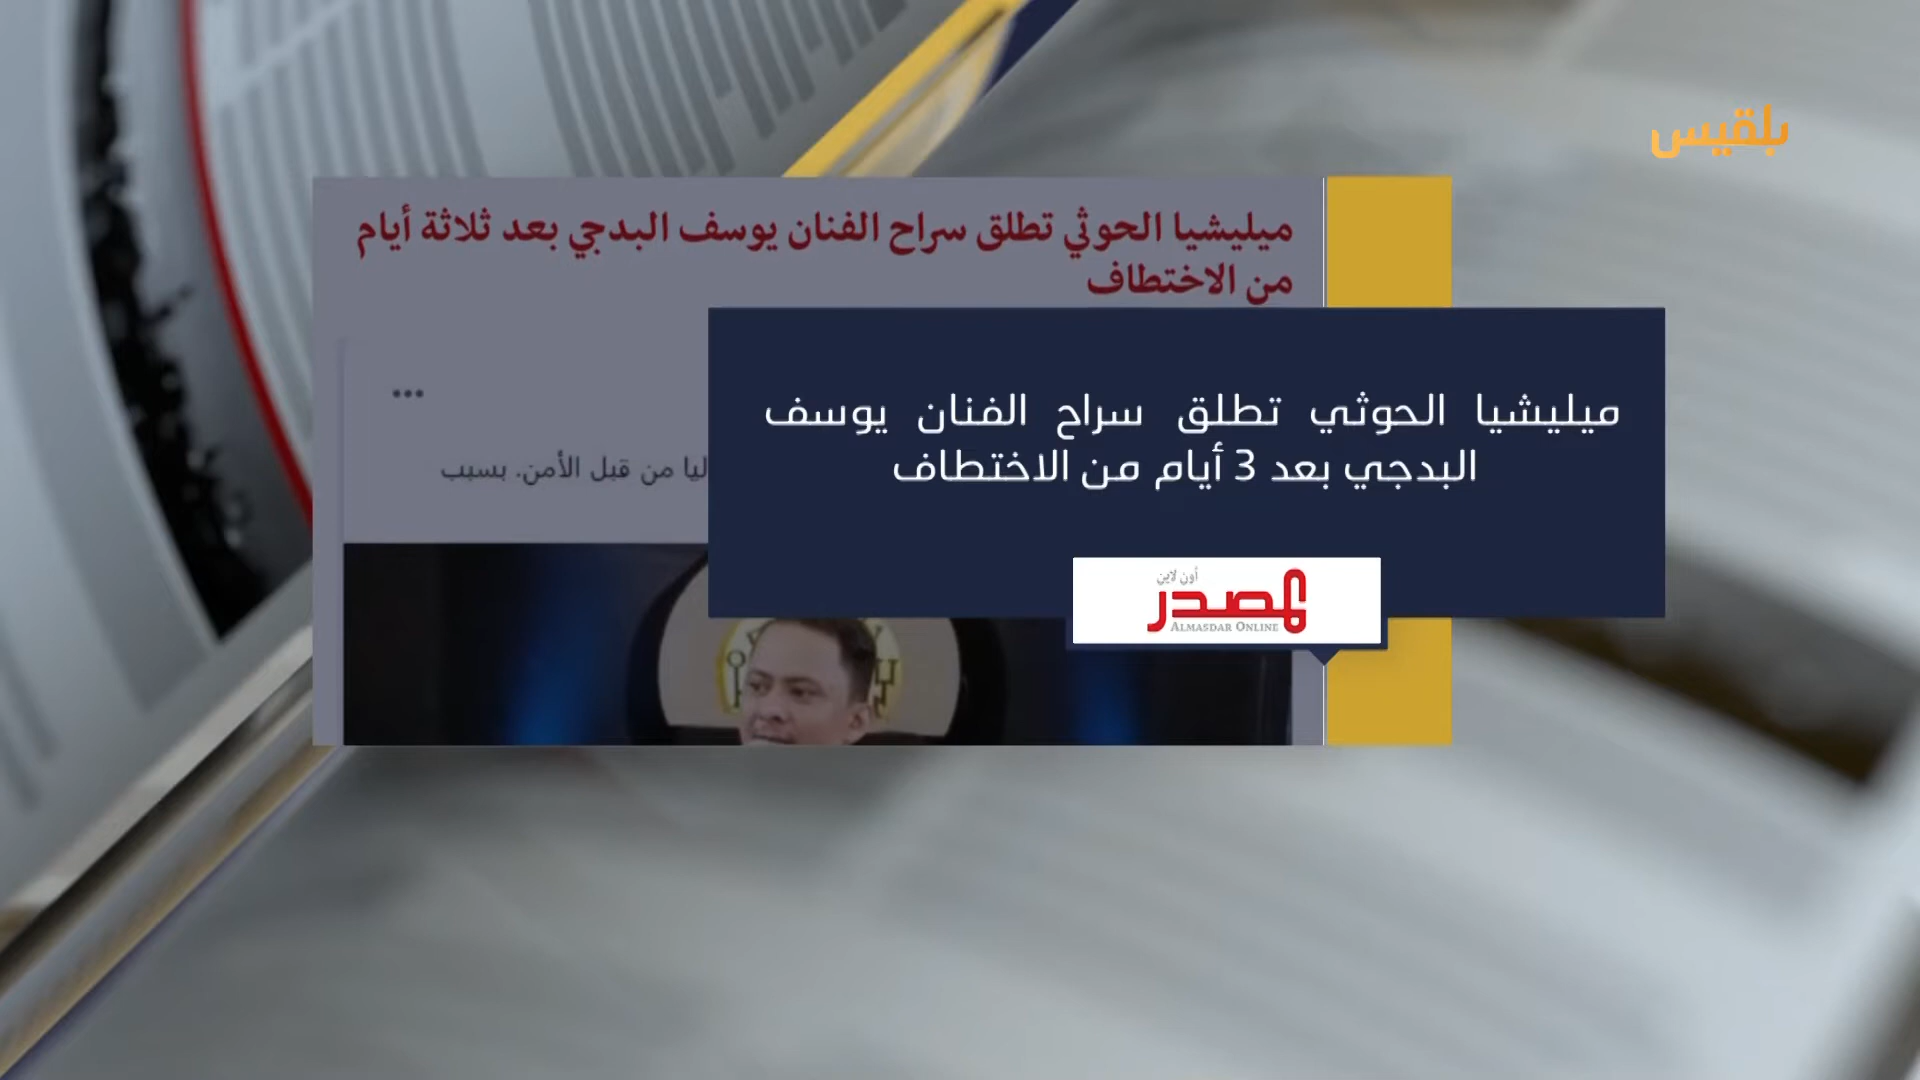 بلقيس
ميليشيا الحوثي تطلق سراح الفنان يوسف البدجي بعد ثلاثة أيام
من الاختطاف
ميليشيا الحوثي تطلق سراح الفنان يوسف
البدجي بعد 3 أيام من الاختطاف
من قبل الأمن. بسبب
أون لاين
المصدر
ALMASDAR ONLINE